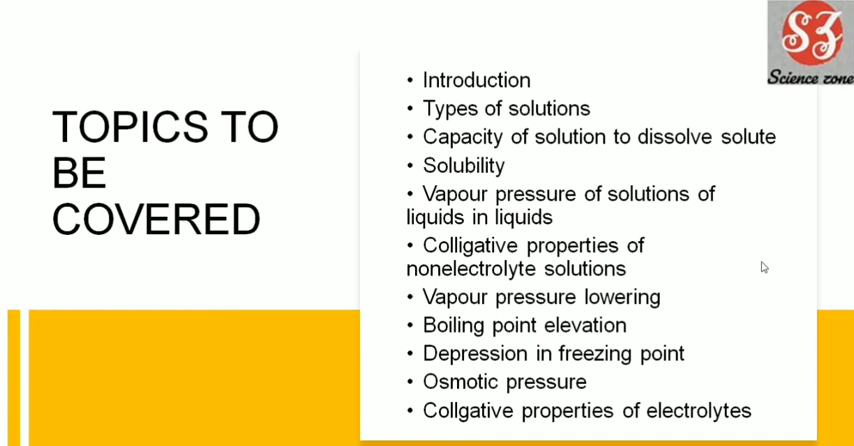 SZ
Science zone
TOPICS TO
BE
COVERED
• Introduction
• Types of solutions
• Capacity of solution to dissolve solute
• Solubility
• Vapour pressure of solutions of
liquids in liquids
• Colligative properties of
nonelectrolyte solutions
• Vapour pressure lowering
• Boiling point elevation
• Depression in freezing point
• Osmotic pressure
• Collgative properties of electrolytes